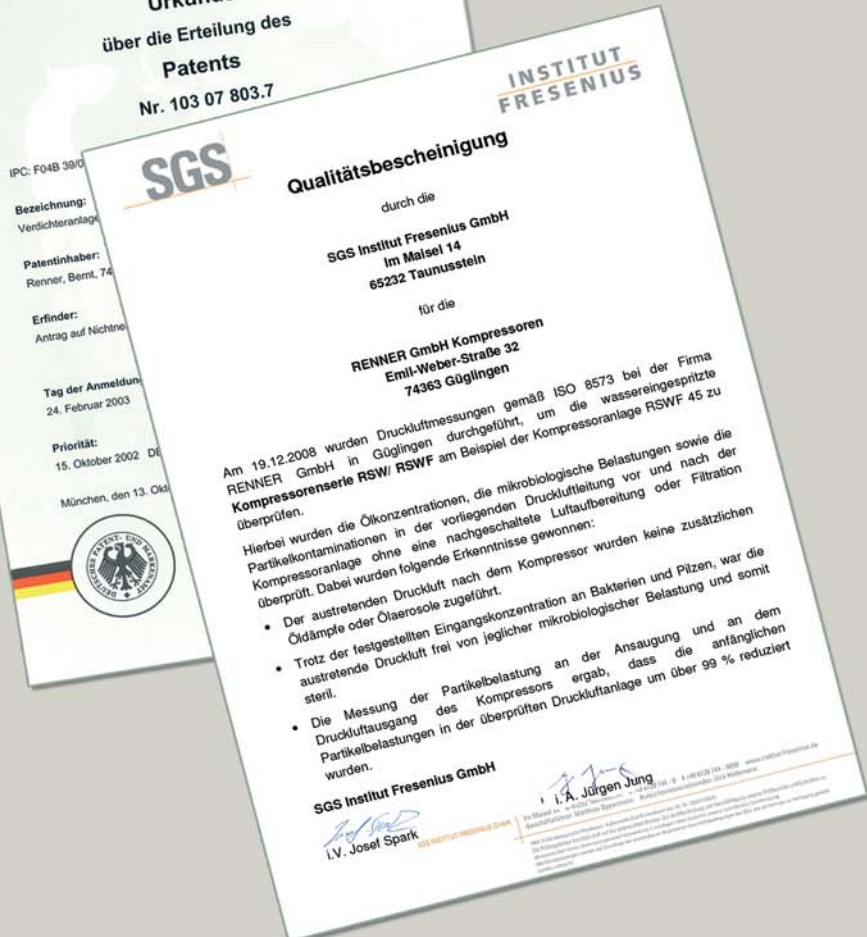 Urkunde
über die Erteilung des
Patents
Nr. 103 07 803.7
IPC: F04B 39/0
Bezeichnung:
Verdichteranlage
Patentinhaber:
Renner, Bernt, 74
Erfinder:
Antrag auf Nichtne
Tag der Anmeldun
24. Februar 2003
Priorität:
15. Oktober 2002 DE
München, den 13. Okt
DEUTSCHES PATENT- UND MARKENAMT
SGS
INSTITUT
FRESENIUS
Qualitätsbescheinigung
durch die
SGS Institut Fresenius GmbH
Im Maisel 14
65232 Taunusstein
für die
RENNER GmbH Kompressoren
Emil-Weber-Straße 32
74363 Güglingen
Am 19.12.2008 wurden Druckluftmessungen gemäß ISO 8573 bei der Firma
RENNER GmbH in Güglingen durchgeführt, um die wassereingespritzte
Kompressorenserie RSW/ RSWF am Beispiel der Kompressoranlage RSWF 45 zu
überprüfen.
Hierbei wurden die Ölkonzentrationen, die mikrobiologische Belastungen sowie die
Partikelkontaminationen in der vorliegenden Druckluftleitung vor und nach der
Kompressoranlage ohne eine nachgeschaltete Luftaufbereitung oder Filtration
überprüft. Dabei wurden folgende Erkenntnisse gewonnen:
• Der austretenden Druckluft nach dem Kompressor wurden keine zusätzlichen
Öldämpfe oder Ölaerosole zugeführt.
• Trotz der festgestellten Eingangskonzentration an Bakterien und Pilzen, war die
austretende Druckluft frei von jeglicher mikrobiologischer Belastung und somit
steril.
• Die Messung der Partikelbelastung an der Ansaugung und an dem
Druckluftausgang des Kompressors ergab, dass die anfänglichen
Partikelbelastungen in der überprüften Druckluftanlage um über 99 % reduziert
wurden.
SGS Institut Fresenius GmbH
i.V. Josef Spark
i. A. Jürgen Jung
SGS INSTITUT FRESENIUS GmbH